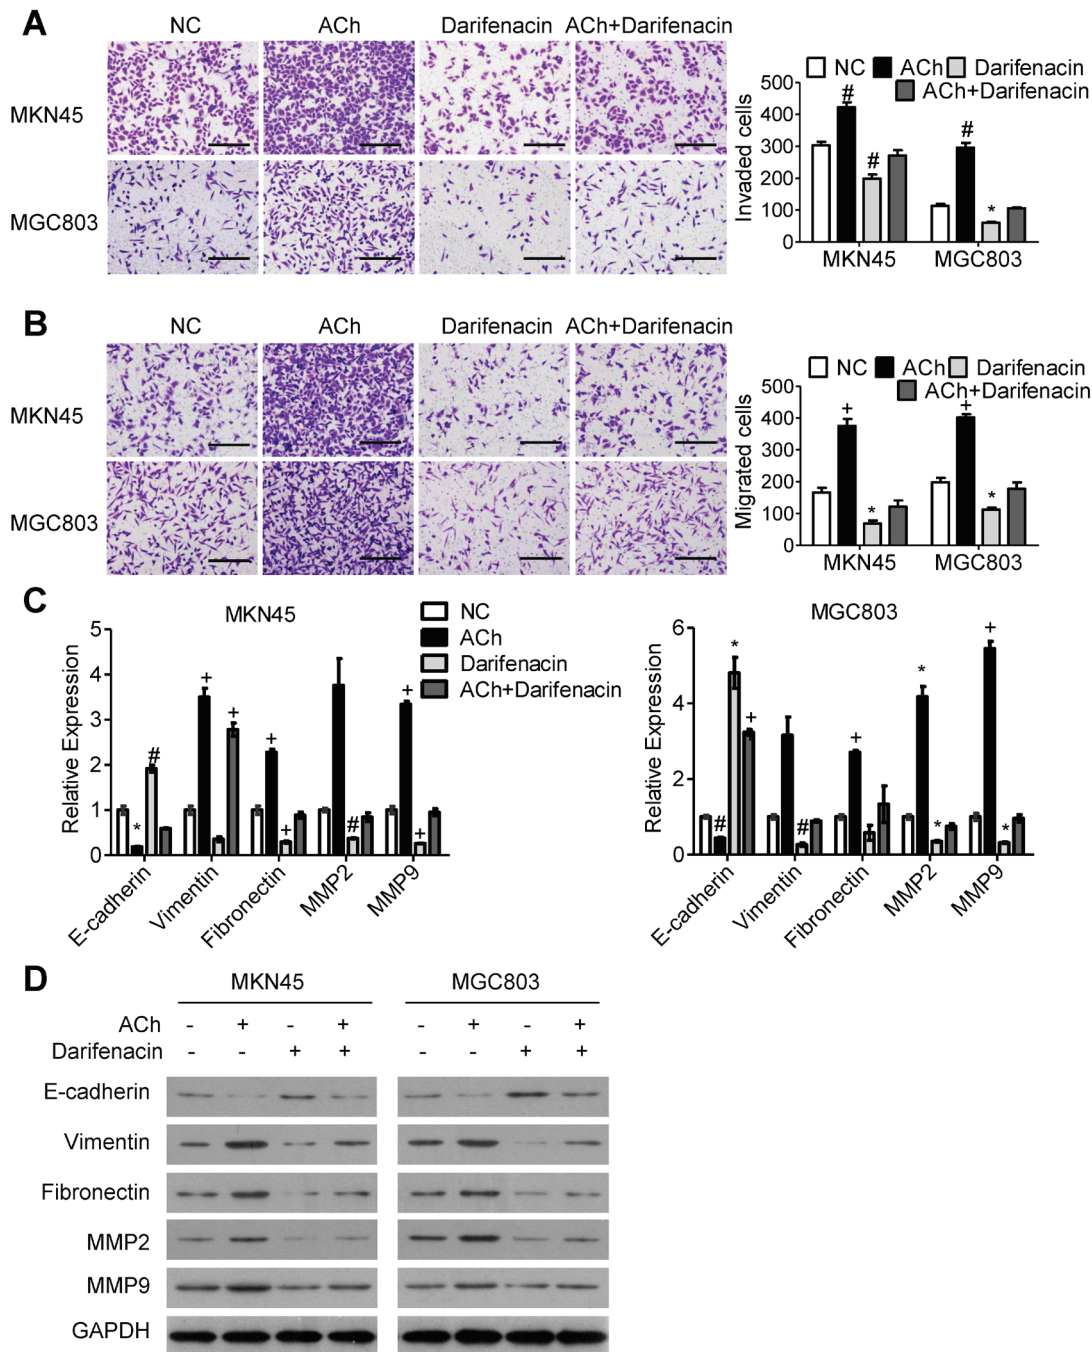 A
NC ACh Darifenacin ACh+Darifenacin
MKN45
MGC803
NC ACh Darifenacin
ACh+Darifenacin
Invaded cells
500
400
300
200
100
0
# # # *
MKN45 MGC803
B
NC ACh Darifenacin ACh+Darifenacin
MKN45
MGC803
NC ACh Darifenacin
ACh+Darifenacin
Migrated cells
500
400
300
200
100
0
+ * + *
MKN45 MGC803
C
MKN45
Relative Expression
5
4
3
2
1
0
* # + + + + # + +
E-cadherin Vimentin Fibronectin MMP2 MMP9
NC
ACh
Darifenacin
ACh+Darifenacin
MGC803
Relative Expression
6
4
2
0
# * + # + * * + *
E-cadherin Vimentin Fibronectin MMP2 MMP9
D
MKN45 MGC803
ACh - + - + - + - +
Darifenacin - - + + - - + +
E-cadherin
Vimentin
Fibronectin
MMP2
MMP9
GAPDH